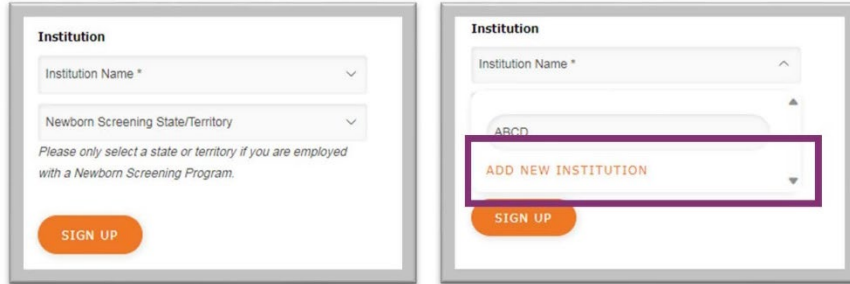 Institution
Institution Name *
Newborn Screening State/Territory
Please only select a state or territory if you are employed
with a Newborn Screening Program.
SIGN UP
Institution
Institution Name *
ABCD
ADD NEW INSTITUTION
SIGN UP